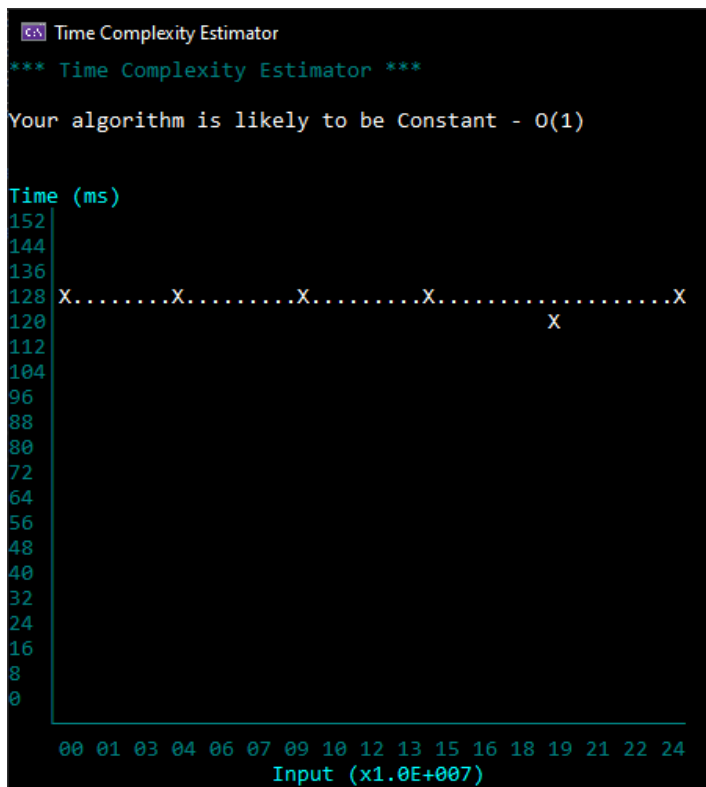 Time Complexity Estimator
*** Time Complexity Estimator ***
Your algorithm is likely to be Constant - O(1)
Time (ms)
152
144
136
128 X........X.........X.........X...................X
120 X
112
104
96
88
80
72
64
56
48
40
32
24
16
8
0
00 01 03 04 06 07 09 10 12 13 15 16 18 19 21 22 24
Input (x1.0E+007)